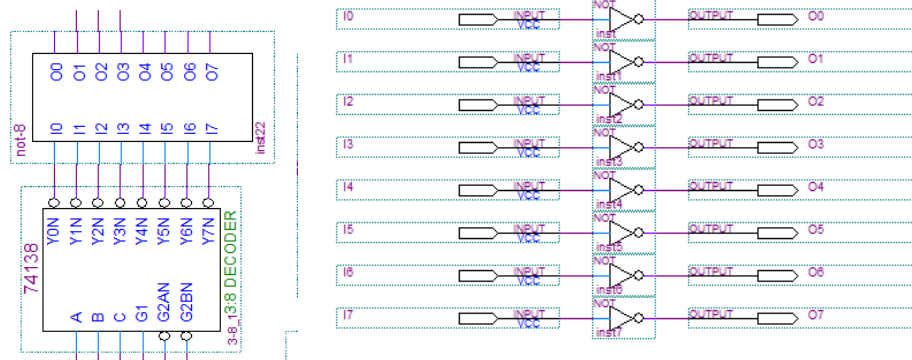 O0 O1 O2 O3 O4 O5 O6 O7
I0 I1 I2 I3 I4 I5 I6 I7
not-8
inst22
Y0N Y1N Y2N Y3N Y4N Y5N Y6N Y7N
74138
3:8 DECODER
A B C G1 G2AN G2BN
I0 INPUT VCC NOT inst OUTPUT O0
I1 INPUT VCC NOT inst1 OUTPUT O1
I2 INPUT VCC NOT inst2 OUTPUT O2
I3 INPUT VCC NOT inst3 OUTPUT O3
I4 INPUT VCC NOT inst4 OUTPUT O4
I5 INPUT VCC NOT inst5 OUTPUT O5
I6 INPUT VCC NOT inst6 OUTPUT O6
I7 INPUT VCC NOT inst7 OUTPUT O7